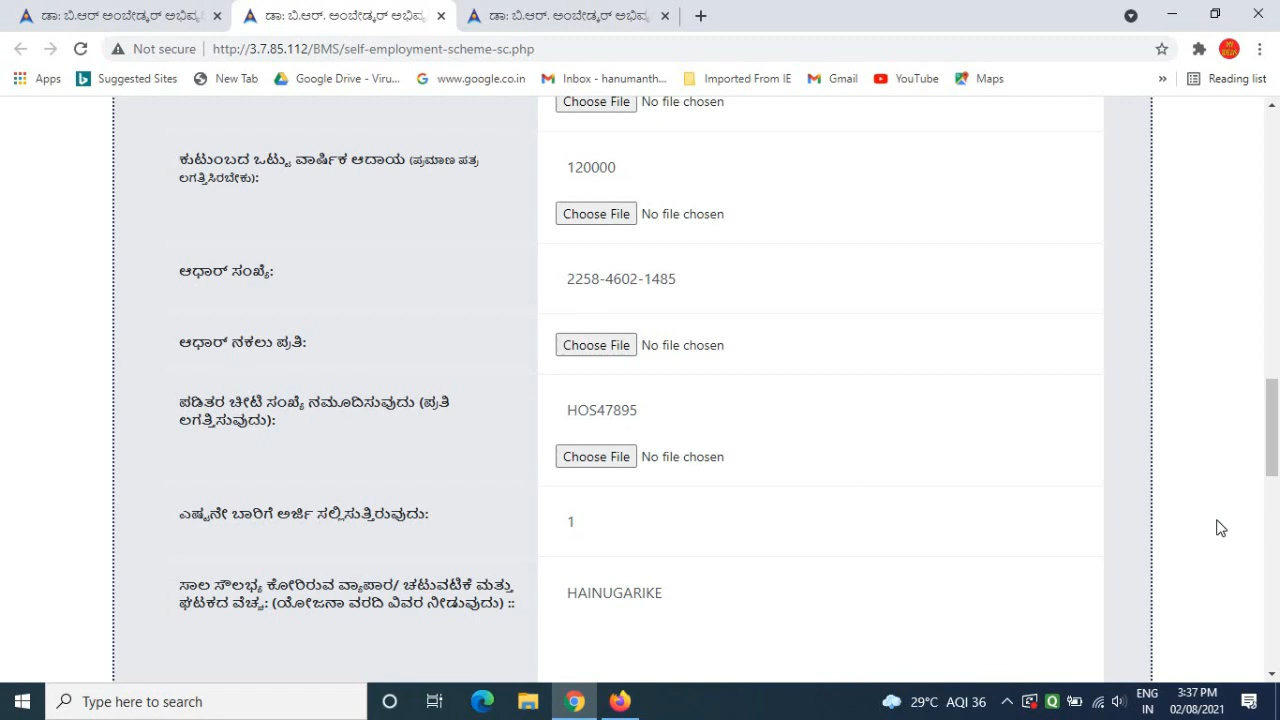 ಡಾ: ಬಿ.ಆರ್. ಅಂಬೇಡ್ಕರ್ ಅಭಿವೃ
ಡಾ: ಬಿ.ಆರ್. ಅಂಬೇಡ್ಕರ್ ಅಭಿವೃ
ಡಾ: ಬಿ.ಆರ್. ಅಂಬೇಡ್ಕರ್ ಅಭಿವೃ
Not secure
http://3.7.85.112/BMS/self-employment-scheme-sc.php
Apps Suggested Sites New Tab Google Drive - Viru... www.google.co.in Inbox - hanumanth... Imported From IE Gmail YouTube Maps » Reading list
Choose File No file chosen
ಕುಟುಂಬದ ಒಟ್ಟು ವಾರ್ಷಿಕ ಆದಾಯ (ಪ್ರಮಾಣ ಪತ್ರ
ಲಗತ್ತಿಸಿರಬೇಕು):
120000
Choose File No file chosen
ಆಧಾರ್ ಸಂಖ್ಯೆ:
2258-4602-1485
ಆಧಾರ್ ನಕಲು ಪ್ರತಿ:
Choose File No file chosen
ಪಡಿತರ ಚೀಟಿ ಸಂಖ್ಯೆ ನಮೂದಿಸುವುದು (ಪ್ರತಿ
ಲಗತ್ತಿಸುವುದು):
HOS47895
Choose File No file chosen
ಎಷ್ಟನೇ ಬಾರಿಗೆ ಅರ್ಜಿ ಸಲ್ಲಿಸುತ್ತಿರುವುದು:
1
ಸಾಲ ಸೌಲಭ್ಯ ಕೋರಿರುವ ವ್ಯಾಪಾರ/ ಚಟುವಟಿಕೆ ಮತ್ತು
ಘಟಕದ ವೆಚ್ಚ: (ಯೋಜನಾ ವರದಿ ವಿವರ ನೀಡುವುದು) ::
HAINUGARIKE
Type here to search
29°C AQI 36
ENG
IN
3:37 PM
02/08/2021